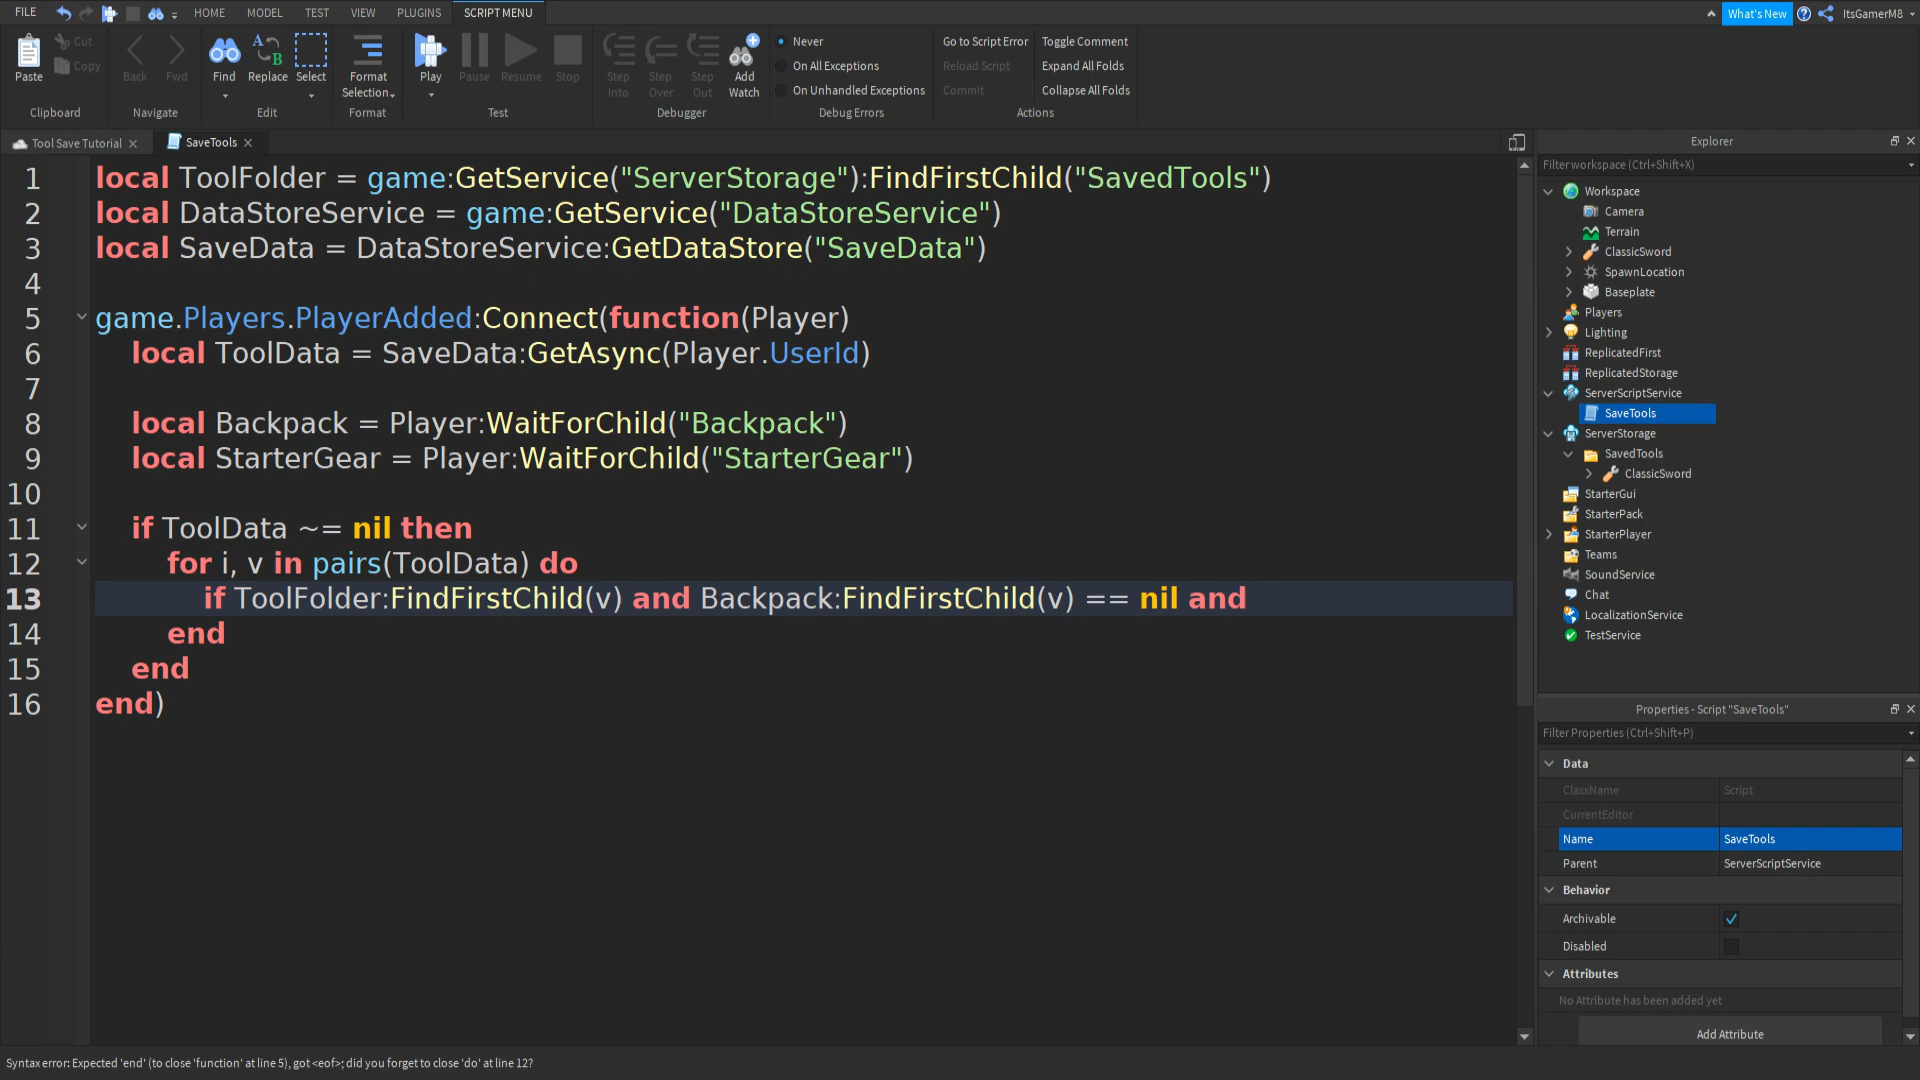 FILE HOME MODEL TEST VIEW PLUGINS SCRIPT MENU What's New ItsGamerM8
Paste Cut Copy Back Fwd Find Replace Select Format Selection Play Pause Resume Stop Step Into Step Over Step Out Add Watch
Never Go to Script Error Toggle Comment
On All Exceptions Reload Script Expand All Folds
On Unhandled Exceptions Commit Collapse All Folds
Clipboard Navigate Edit Format Test Debugger Debug Errors Actions
Tool Save Tutorial SaveTools
1 local ToolFolder = game:GetService("ServerStorage"):FindFirstChild("SavedTools")
2 local DataStoreService = game:GetService("DataStoreService")
3 local SaveData = DataStoreService:GetDataStore("SaveData")
4
5 game.Players.PlayerAdded:Connect(function(Player)
6 local ToolData = SaveData:GetAsync(Player.UserId)
7
8 local Backpack = Player:WaitForChild("Backpack")
9 local StarterGear = Player:WaitForChild("StarterGear")
10
11 if ToolData ~= nil then
12 for i, v in pairs(ToolData) do
13 if ToolFolder:FindFirstChild(v) and Backpack:FindFirstChild(v) == nil and
14 end
15 end
16 end)
Explorer
Filter workspace (Ctrl+Shift+X)
Workspace
Camera
Terrain
ClassicSword
SpawnLocation
Baseplate
Players
Lighting
ReplicatedFirst
ReplicatedStorage
ServerScriptService
SaveTools
ServerStorage
SavedTools
ClassicSword
StarterGui
StarterPack
StarterPlayer
Teams
SoundService
Chat
LocalizationService
TestService
Properties - Script "SaveTools"
Filter Properties (Ctrl+Shift+P)
Data
ClassName Script
CurrentEditor
Name SaveTools
Parent ServerScriptService
Behavior
Archivable
Disabled
Attributes
No Attribute has been added yet
Add Attribute
Syntax error: Expected 'end' (to close 'function' at line 5), got <eof>; did you forget to close 'do' at line 12?